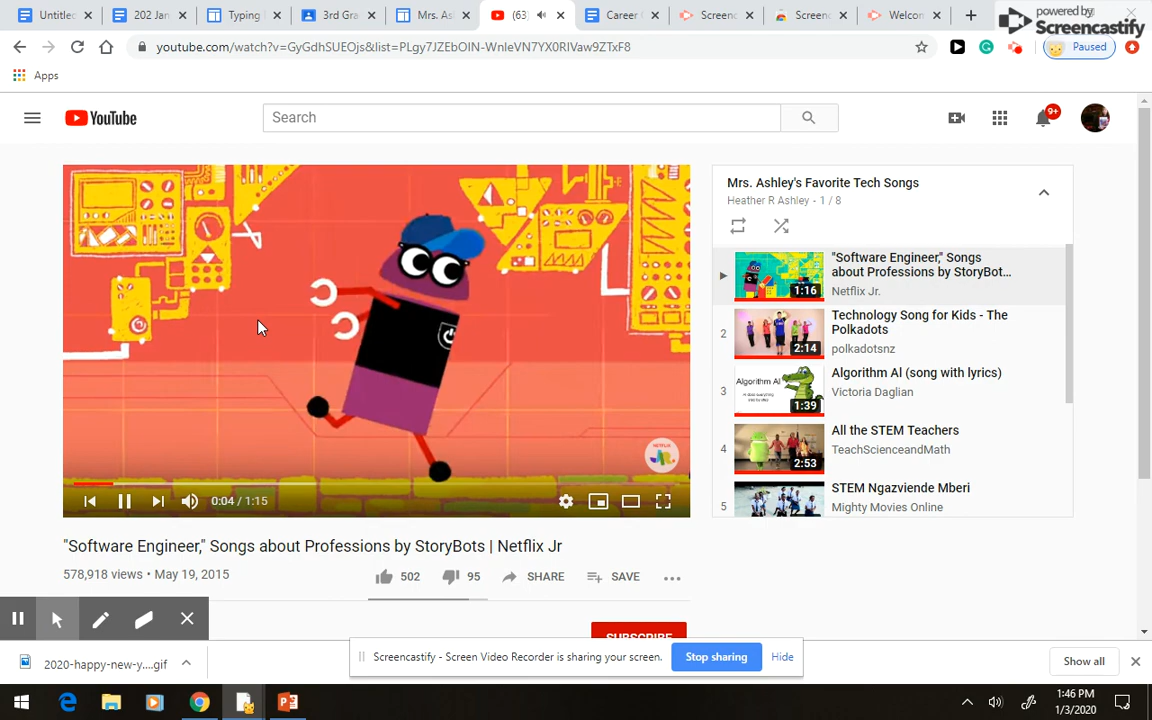 Untitle
202 Jan
Typing
3rd Gra
Mrs. As
(63)
Career
Screenc
Screenc
Welcon
powered by
Screencastify
youtube.com/watch?v=GyGdhSUEOjs&list=PLgy7JZEbOIN-WnleVN7YX0RlVaw9ZTxF8
Paused
Apps
YouTube
Search
9+
Mrs. Ashley's Favorite Tech Songs
Heather R Ashley - 1 / 8
"Software Engineer," Songs
about Professions by StoryBot...
Netflix Jr.
1:16
2
Technology Song for Kids - The
Polkadots
polkadotsnz
2:14
3
Algorithm Al (song with lyrics)
Victoria Daglian
Algorithm Al
1:39
4
All the STEM Teachers
TeachScienceandMath
2:53
5
STEM Ngazviende Mberi
Mighty Movies Online
NETFLIX
JR.
0:04 / 1:15
"Software Engineer," Songs about Professions by StoryBots | Netflix Jr
578,918 views • May 19, 2015
502
95
SHARE
SAVE
SUBSCRIBE
2020-happy-new-y....gif
Screencastify - Screen Video Recorder is sharing your screen.
Stop sharing
Hide
Show all
1:46 PM
1/3/2020